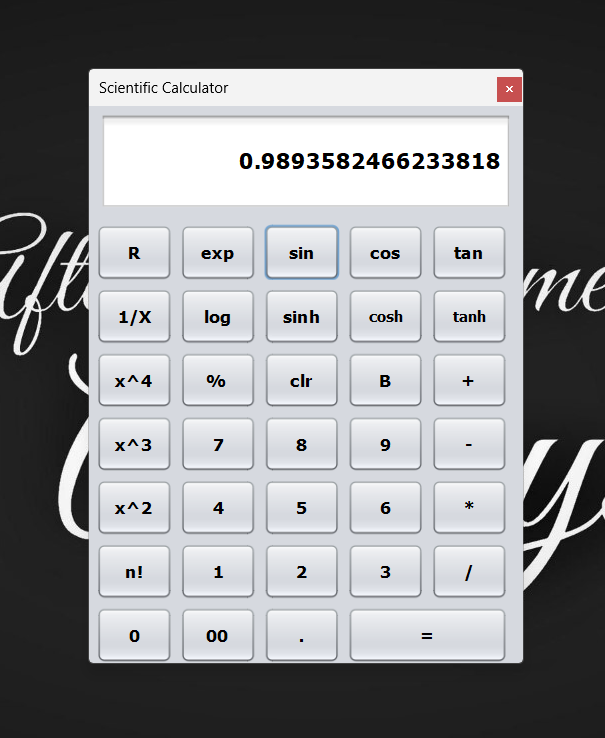 Scientific Calculator
0.9893582466233818
R exp sin cos tan
1/X log sinh cosh tanh
x^4 % clr B +
x^3 7 8 9 -
x^2 4 5 6 *
n! 1 2 3 /
0 00 . =